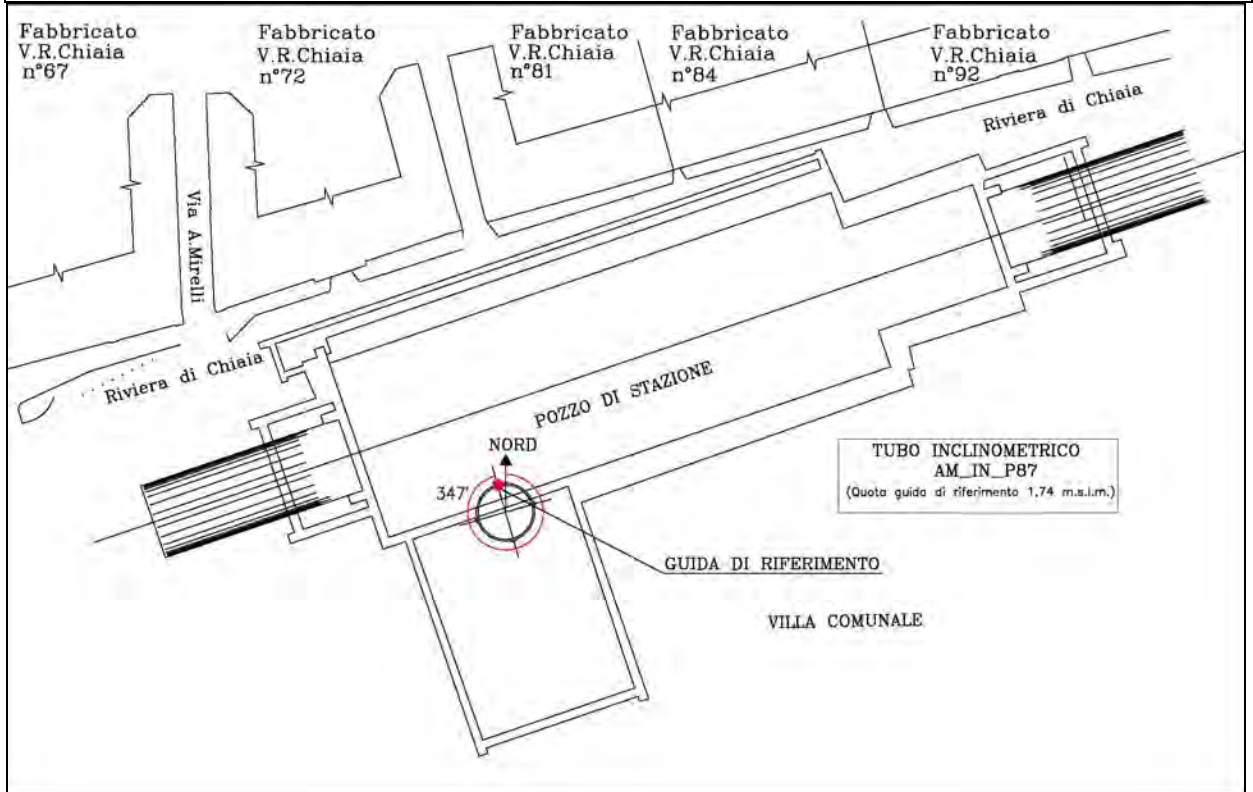 Fabbricato
V.R.Chiaia
n°67
Fabbricato
V.R.Chiaia
n°72
Fabbricato
V.R.Chiaia
n°81
Fabbricato
V.R.Chiaia
n°84
Fabbricato
V.R.Chiaia
n°92
Riviera di Chiaia
Via A.Mirelli
Riviera di Chiaia
POZZO DI STAZIONE
NORD
347°
TUBO INCLINOMETRICO
AM_IN_P87
(Quota guida di riferimento 1,74 m.s.l.m.)
GUIDA DI RIFERIMENTO
VILLA COMUNALE